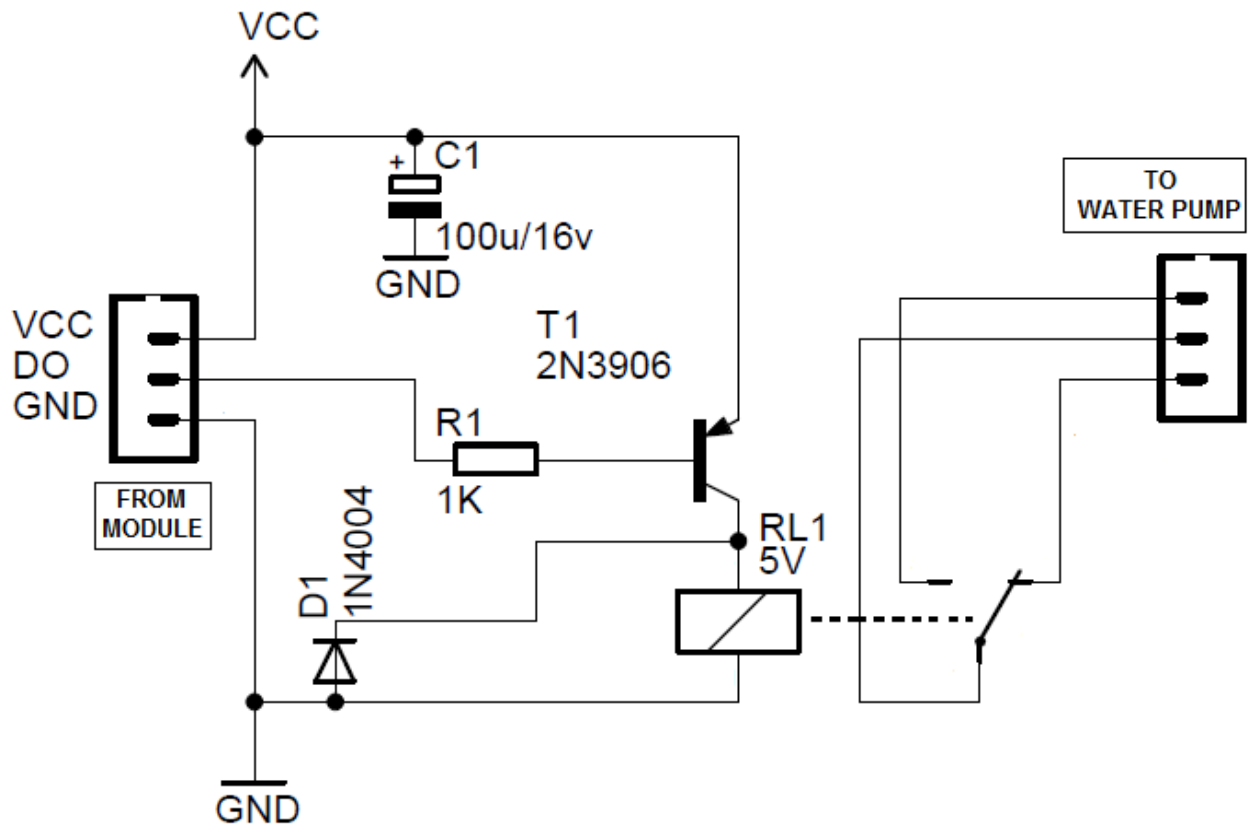 VCC
+
C1
100u/16v
GND
TO
WATER PUMP
VCC
DO
GND
T1
2N3906
R1
1K
FROM
MODULE
D1
1N4004
RL1
5V
GND